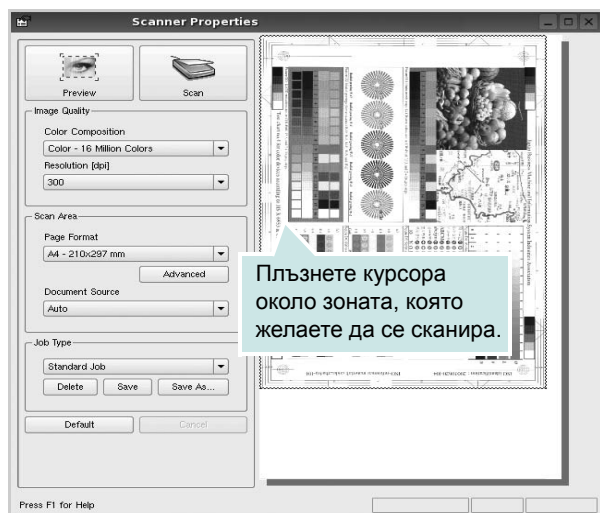 Scanner Properties
Preview
Scan
Image Quality
Color Composition
Color - 16 Million Colors
Resolution [dpi]
300
Scan Area
Page Format
A4 - 210x297 mm
Advanced
Document Source
Auto
Job Type
Standard Job
Delete
Save
Save As...
Default
Cancel
Press F1 for Help
Плъзнете курсора
около зоната, която
желаете да се сканира.